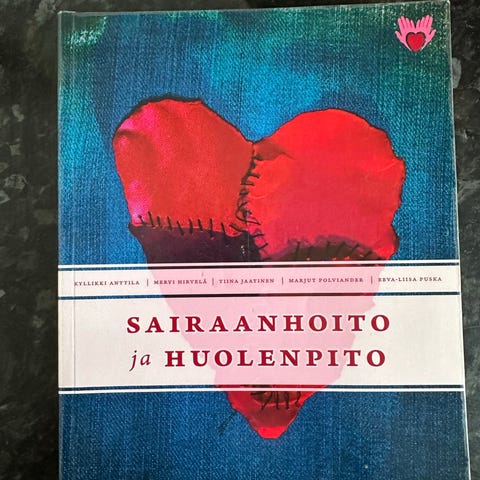 KYLLIKKI ANTTILA | MERVI HIRVELÄ | TIINA JAATINEN | MARJUT POLVIANDER | EEVA-LIISA PUSKA
SAIRAANHOITO
ja HUOLENPITO